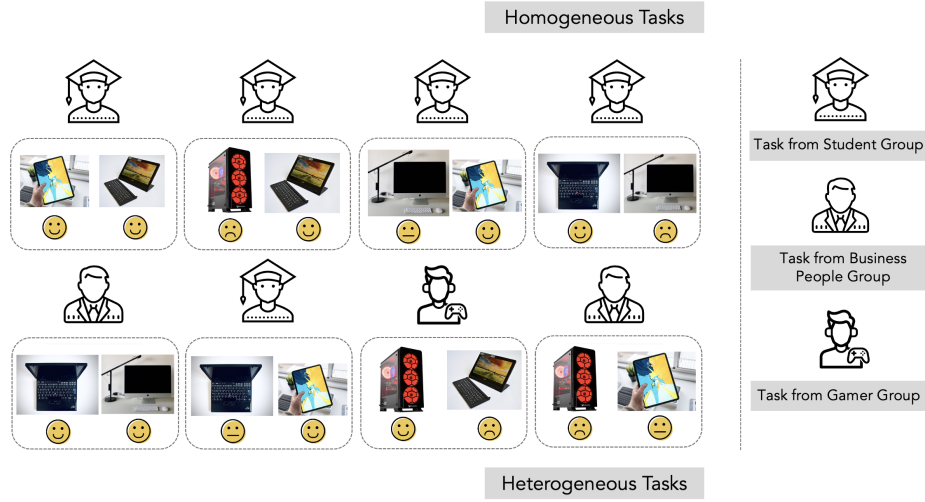 Homogeneous Tasks
Task from Student Group
Task from Business
People Group
Task from Gamer Group
Heterogeneous Tasks